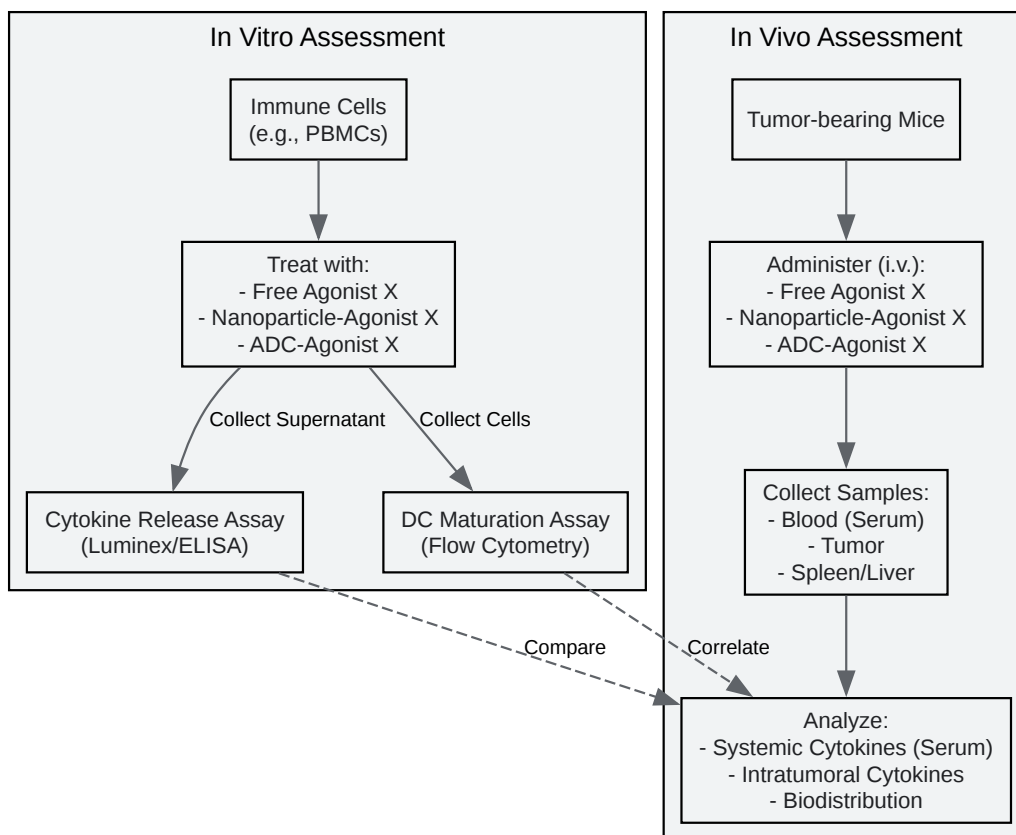 In Vitro Assessment
Immune Cells
(e.g., PBMCs)
Treat with:
- Free Agonist X
- Nanoparticle-Agonist X
- ADC-Agonist X
Collect Supernatant
Collect Cells
Cytokine Release Assay
(Luminex/ELISA)
DC Maturation Assay
(Flow Cytometry)
In Vivo Assessment
Tumor-bearing Mice
Administer (i.v.):
- Free Agonist X
- Nanoparticle-Agonist X
- ADC-Agonist X
Collect Samples:
- Blood (Serum)
- Tumor
- Spleen/Liver
Compare
Correlate
Analyze:
- Systemic Cytokines (Serum)
- Intratumoral Cytokines
- Biodistribution